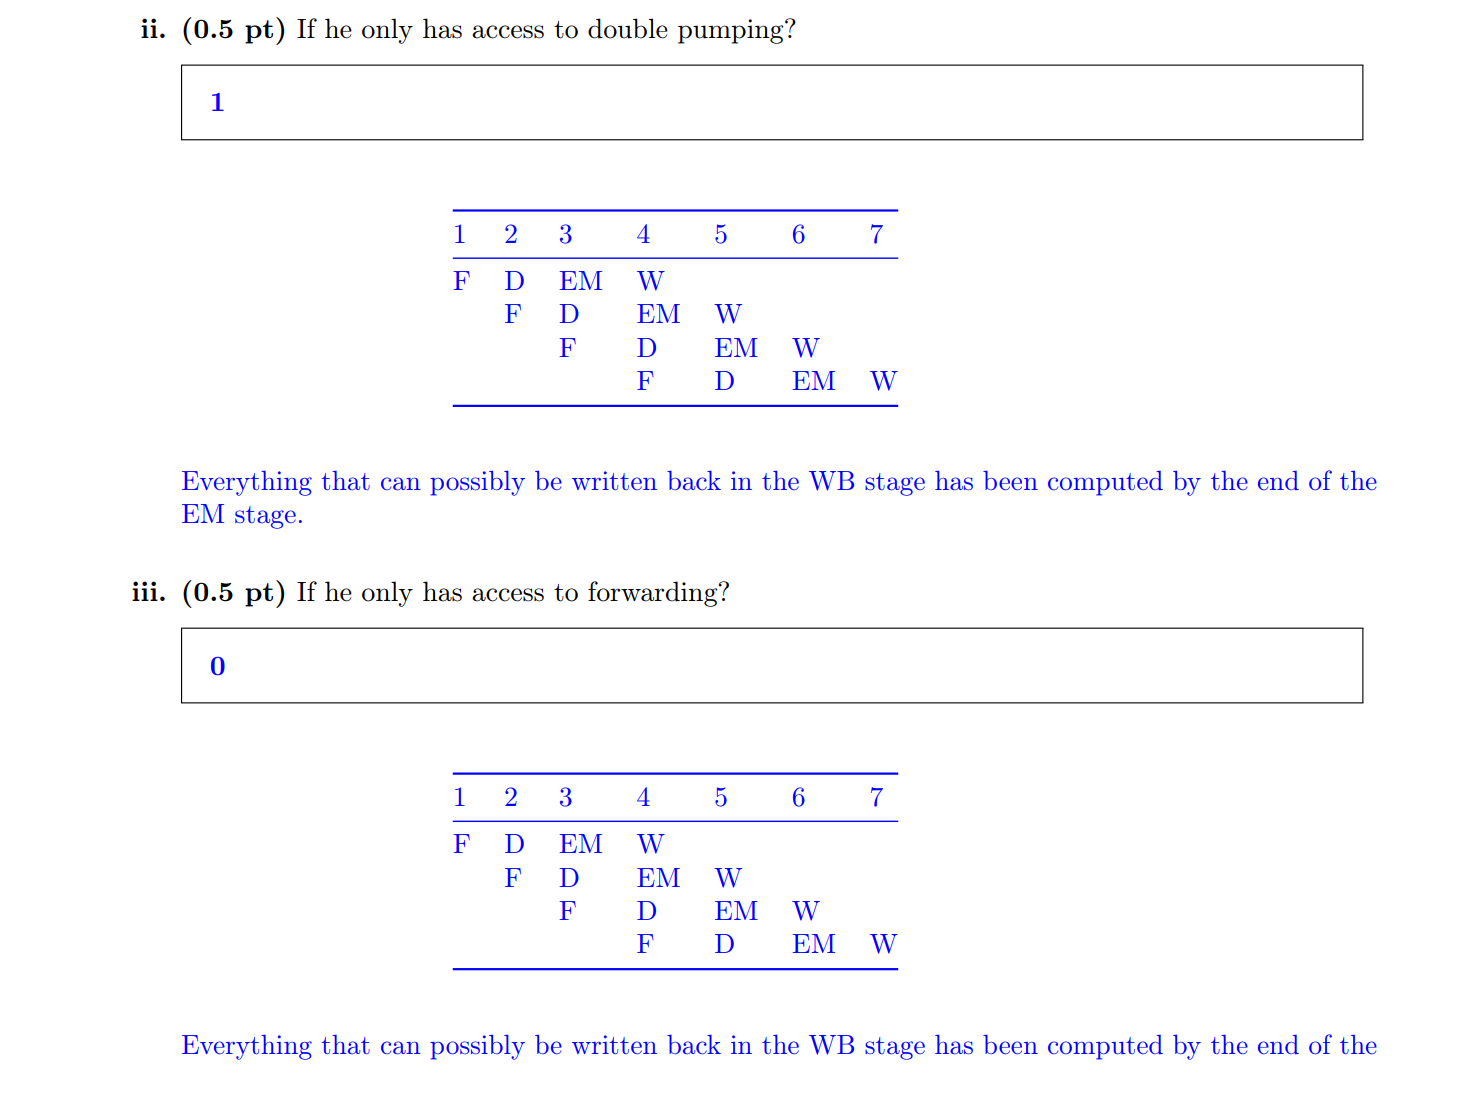 ii. (0.5 pt) If he only has access to double pumping?
1
1 2 3 4 5 6 7
F D EM W
F D EM W
F D EM W
F D EM W
Everything that can possibly be written back in the WB stage has been computed by the end of the
EM stage.
iii. (0.5 pt) If he only has access to forwarding?
0
1 2 3 4 5 6 7
F D EM W
F D EM W
F D EM W
F D EM W
Everything that can possibly be written back in the WB stage has been computed by the end of the